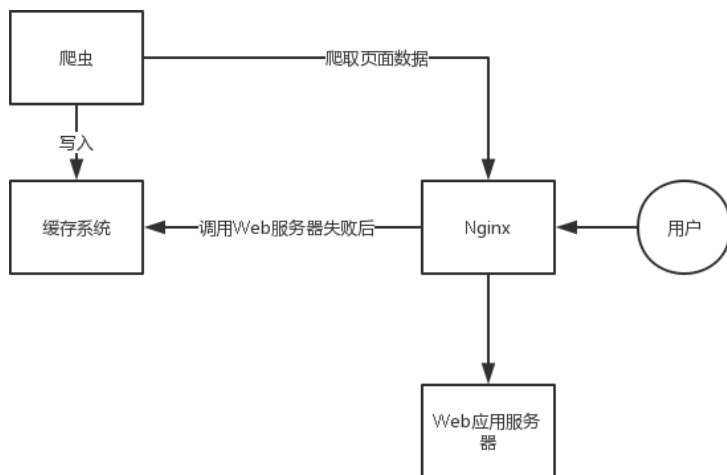 爬虫
爬取页面数据
写入
缓存系统
调用Web服务器失败后
Nginx
用户
Web应用服务
器